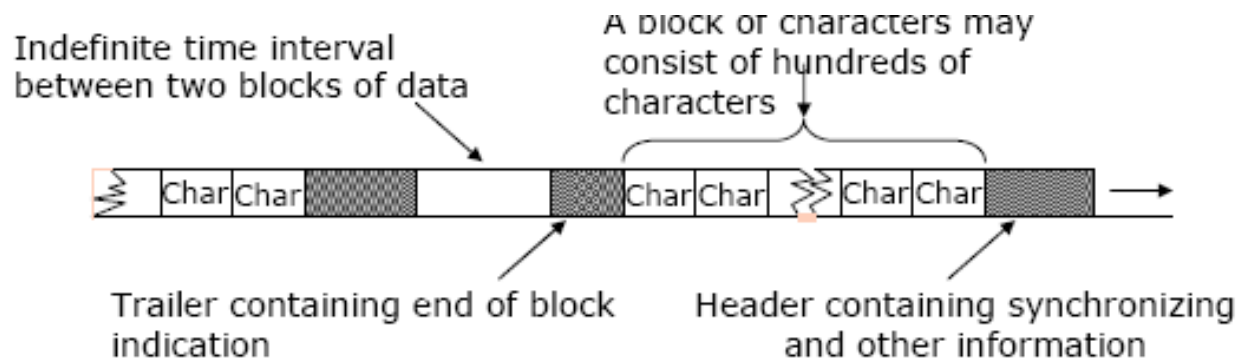 Indefinite time interval
between two blocks of data
A block of characters may
consist of hundreds of
characters
Char Char Char Char Char Char
Trailer containing end of block
indication
Header containing synchronizing
and other information